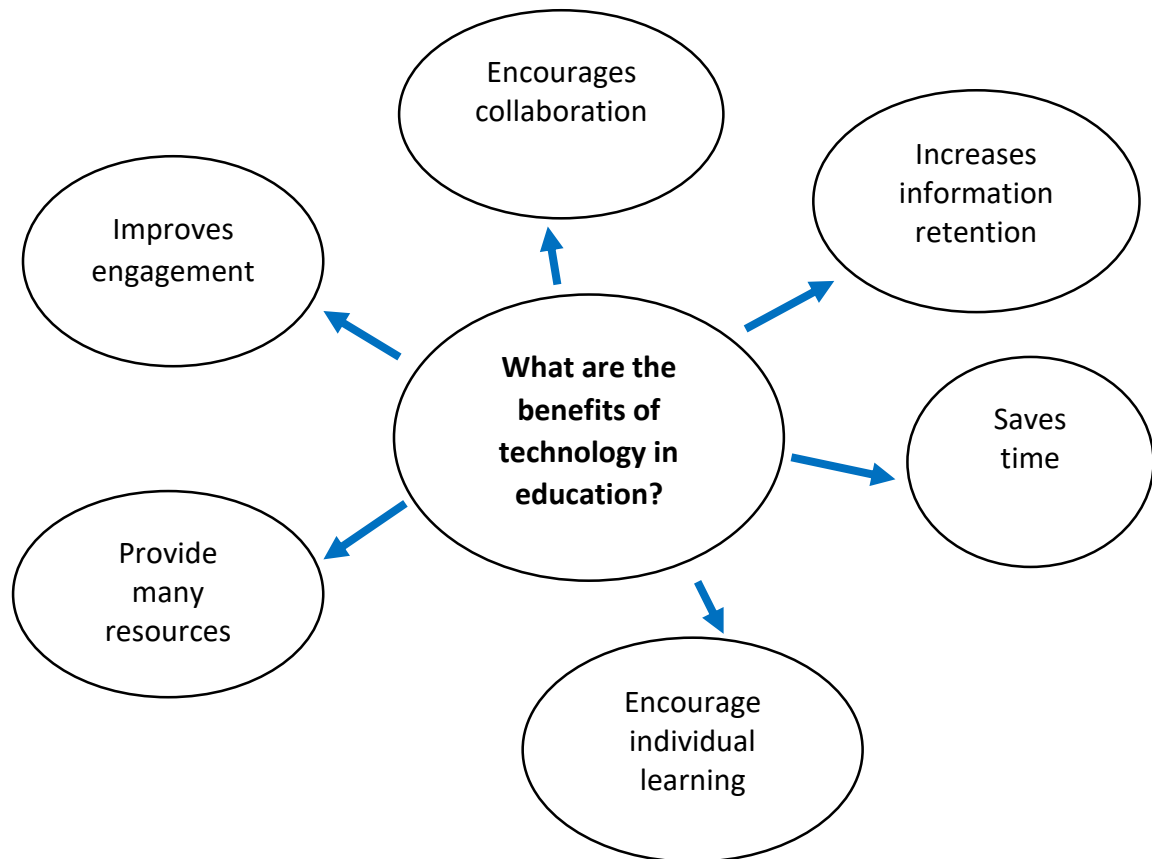 Encourages
collaboration
Increases
information
retention
Improves
engagement
What are the
benefits of
technology in
education?
Saves
time
Provide
many
resources
Encourage
individual
learning